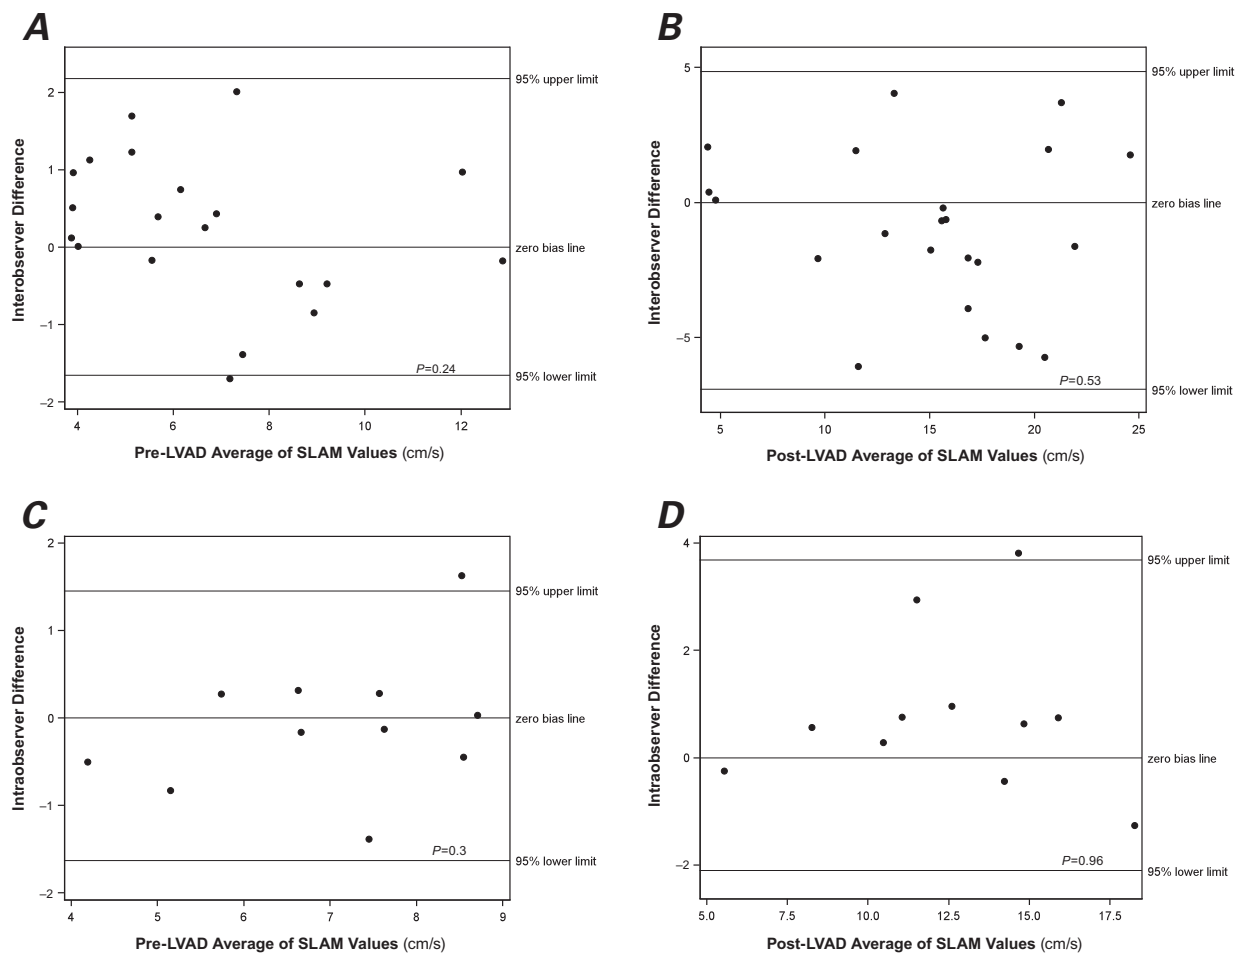 A
2
1
0
–1
–2
Interobserver Difference
95% upper limit
zero bias line
P=0.24
95% lower limit
4
6
8
10
12
Pre-LVAD Average of SLAM Values (cm/s)
B
5
0
–5
Interobserver Difference
95% upper limit
zero bias line
P=0.53
95% lower limit
5
10
15
20
25
Post-LVAD Average of SLAM Values (cm/s)
C
2
1
0
–1
–2
Intraobserver Difference
95% upper limit
zero bias line
P=0.3
95% lower limit
4
5
6
7
8
9
Pre-LVAD Average of SLAM Values (cm/s)
D
4
2
0
–2
Intraobserver Difference
95% upper limit
zero bias line
P=0.96
95% lower limit
5.0
7.5
10.0
12.5
15.0
17.5
Post-LVAD Average of SLAM Values (cm/s)